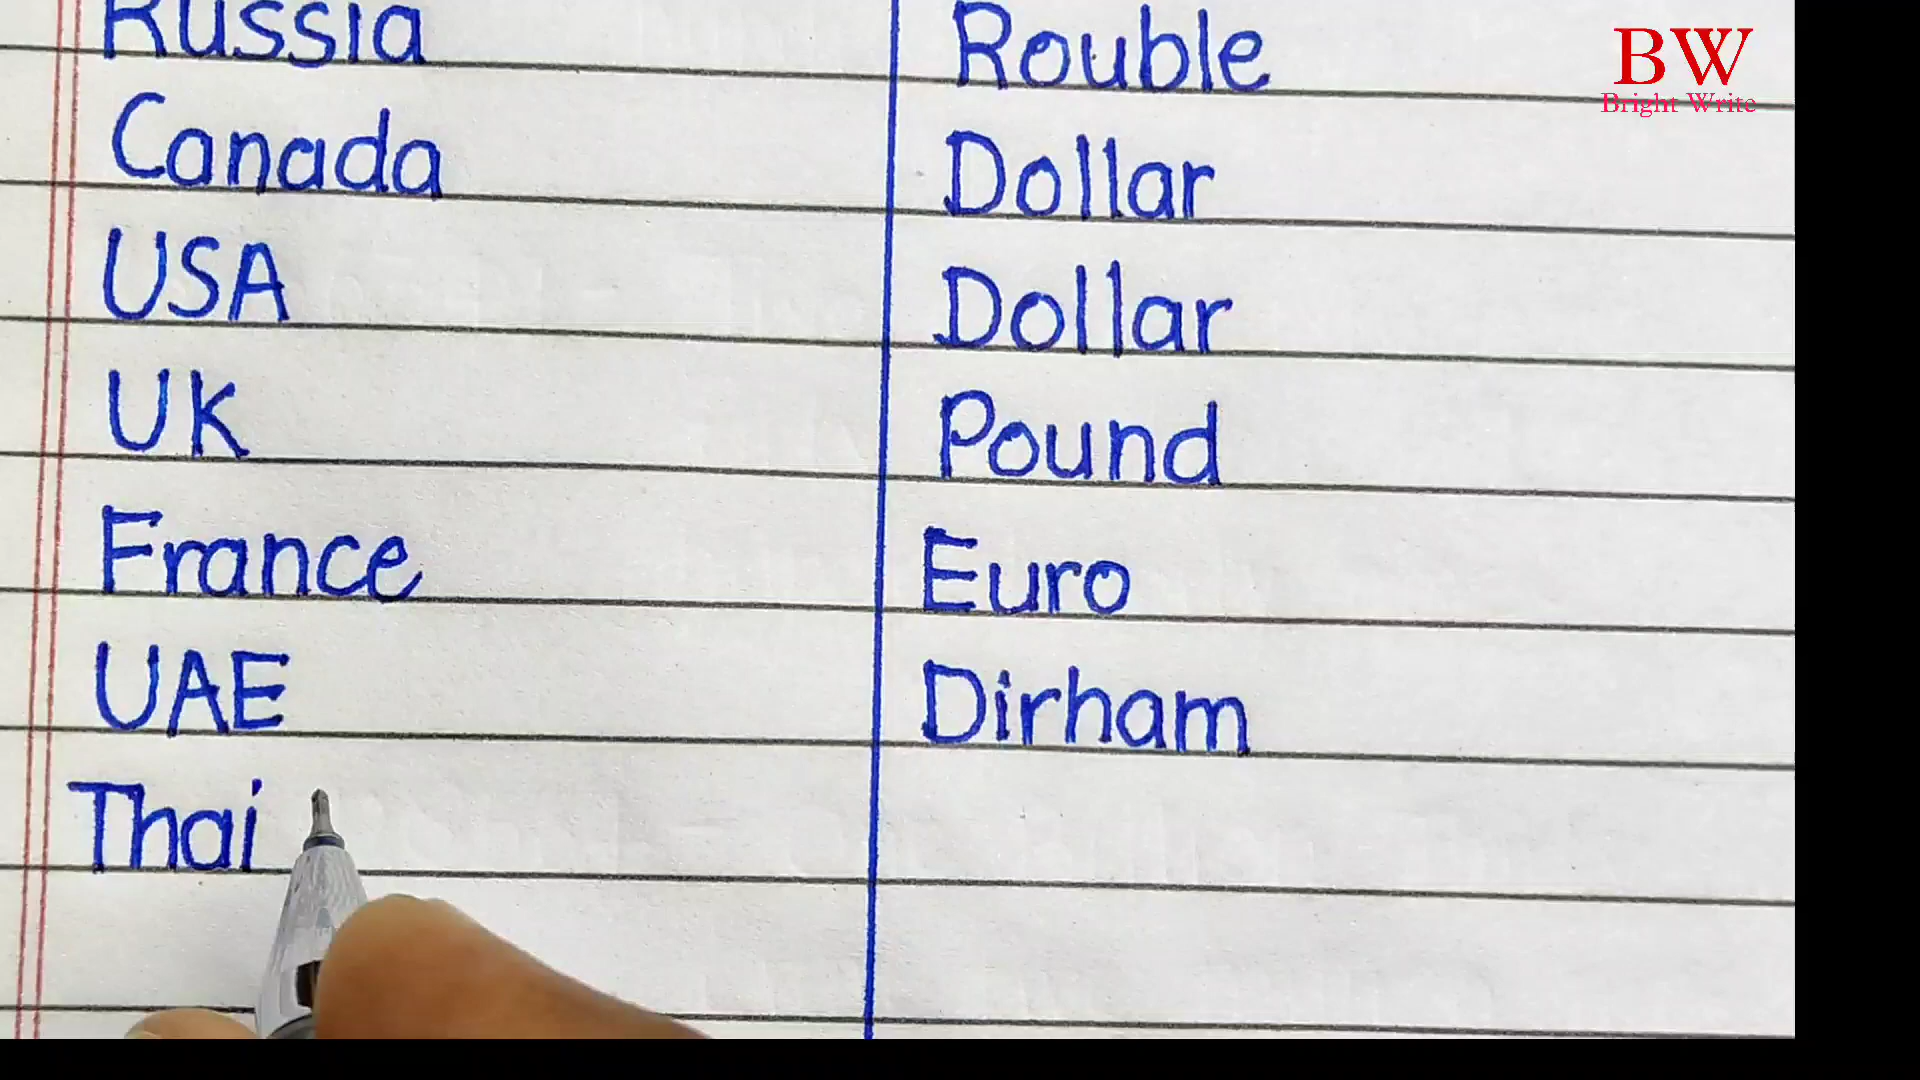 Russia Rouble
BW
Bright Write
Canada Dollar
USA Dollar
UK Pound
France Euro
UAE Dirham
Thai